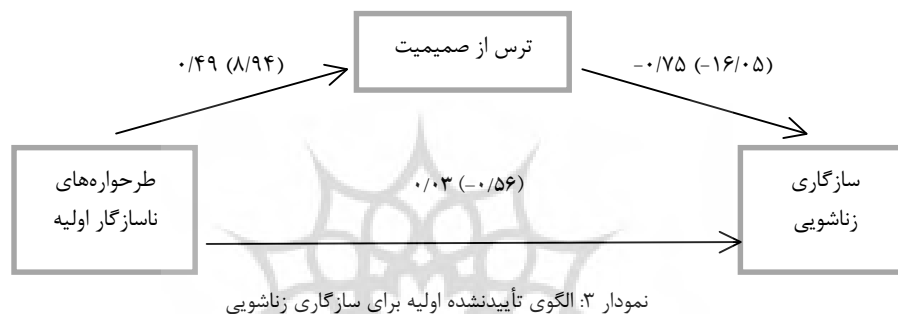 ترس از صمیمیت
۰/۴۹ (۸/۹۴)
-۰/۷۵ (-۱۶/۰۵)
طرحواره‌های
ناسازگار اولیه
۰/۰۳ (-۰/۵۶)
سازگاری
زناشویی
نمودار ۳: الگوی تأییدنشده اولیه برای سازگاری زناشویی